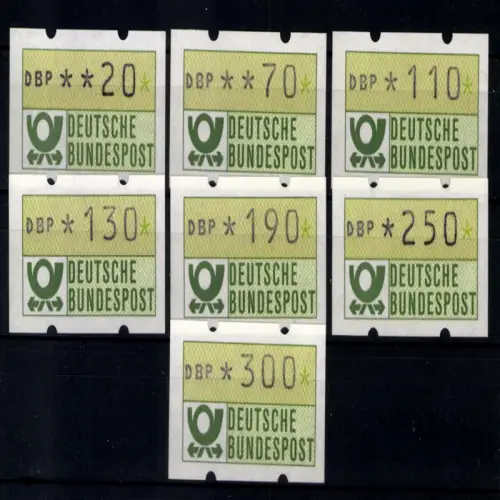 DBP **20*
DEUTSCHE
BUNDESPOST
DBP **70*
DEUTSCHE
BUNDESPOST
DBP *110*
DEUTSCHE
BUNDESPOST
DBP *130*
DEUTSCHE
BUNDESPOST
DBP *190*
DEUTSCHE
BUNDESPOST
DBP *250*
DEUTSCHE
BUNDESPOST
DBP *300*
DEUTSCHE
BUNDESPOST